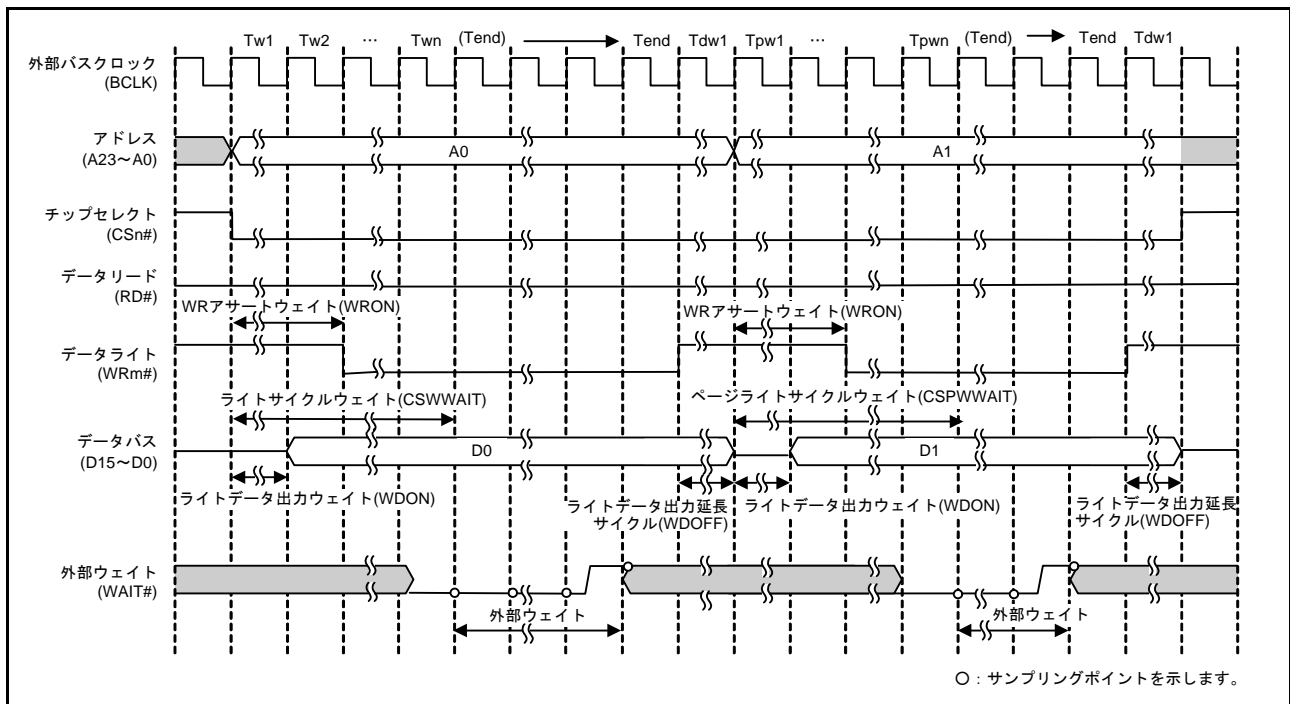 Tw1 Tw2 … Twn (Tend) Tend Tdw1 Tpw1 … Tpwn (Tend) Tend Tdw1
外部バスクロック
(BCLK)
アドレス
(A23～A0)
A0 A1
チップセレクト
(CSn#)
データリード
(RD#)
WRアサートウェイト(WRON) WRアサートウェイト(WRON)
データライト
(WRm#)
ライトサイクルウェイト(CSWWAIT) ページライトサイクルウェイト(CSPWWAIT)
データバス
(D15～D0)
D0 D1
ライトデータ出力ウェイト(WDON) ライトデータ出力延長
サイクル(WDOFF) ライトデータ出力ウェイト(WDON) ライトデータ出力延長
サイクル(WDOFF)
外部ウェイト
(WAIT#)
外部ウェイト 外部ウェイト
○：サンプリングポイントを示します。